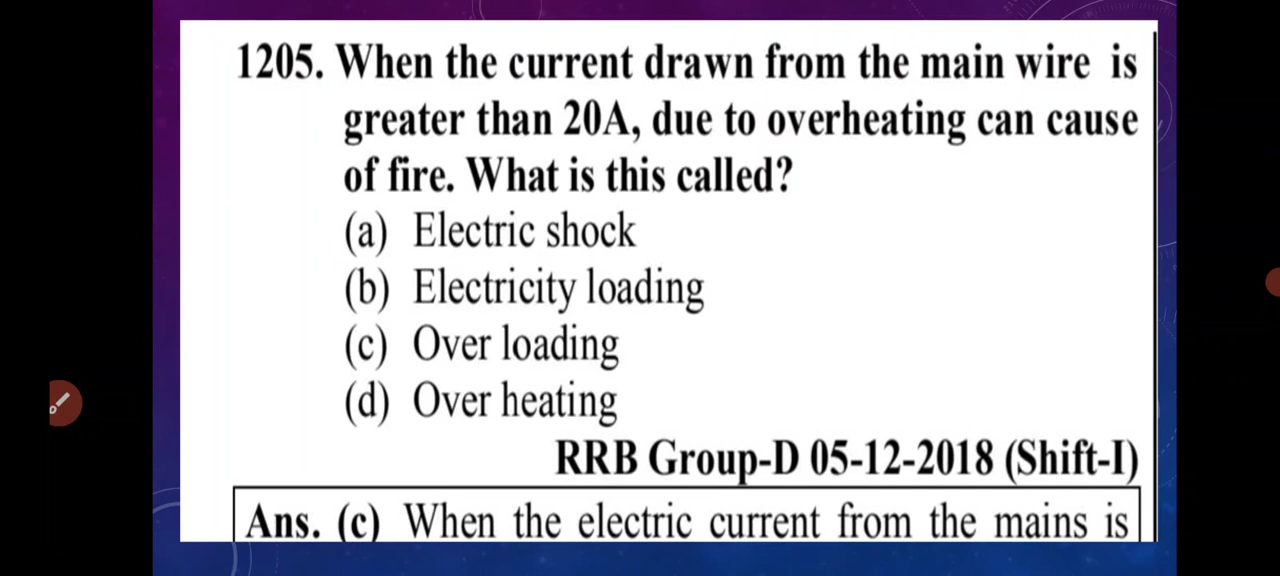 1205. When the current drawn from the main wire is
greater than 20A, due to overheating can cause
of fire. What is this called?
(a) Electric shock
(b) Electricity loading
(c) Over loading
(d) Over heating
RRB Group-D 05-12-2018 (Shift-I)
Ans. (c) When the electric current from the mains is